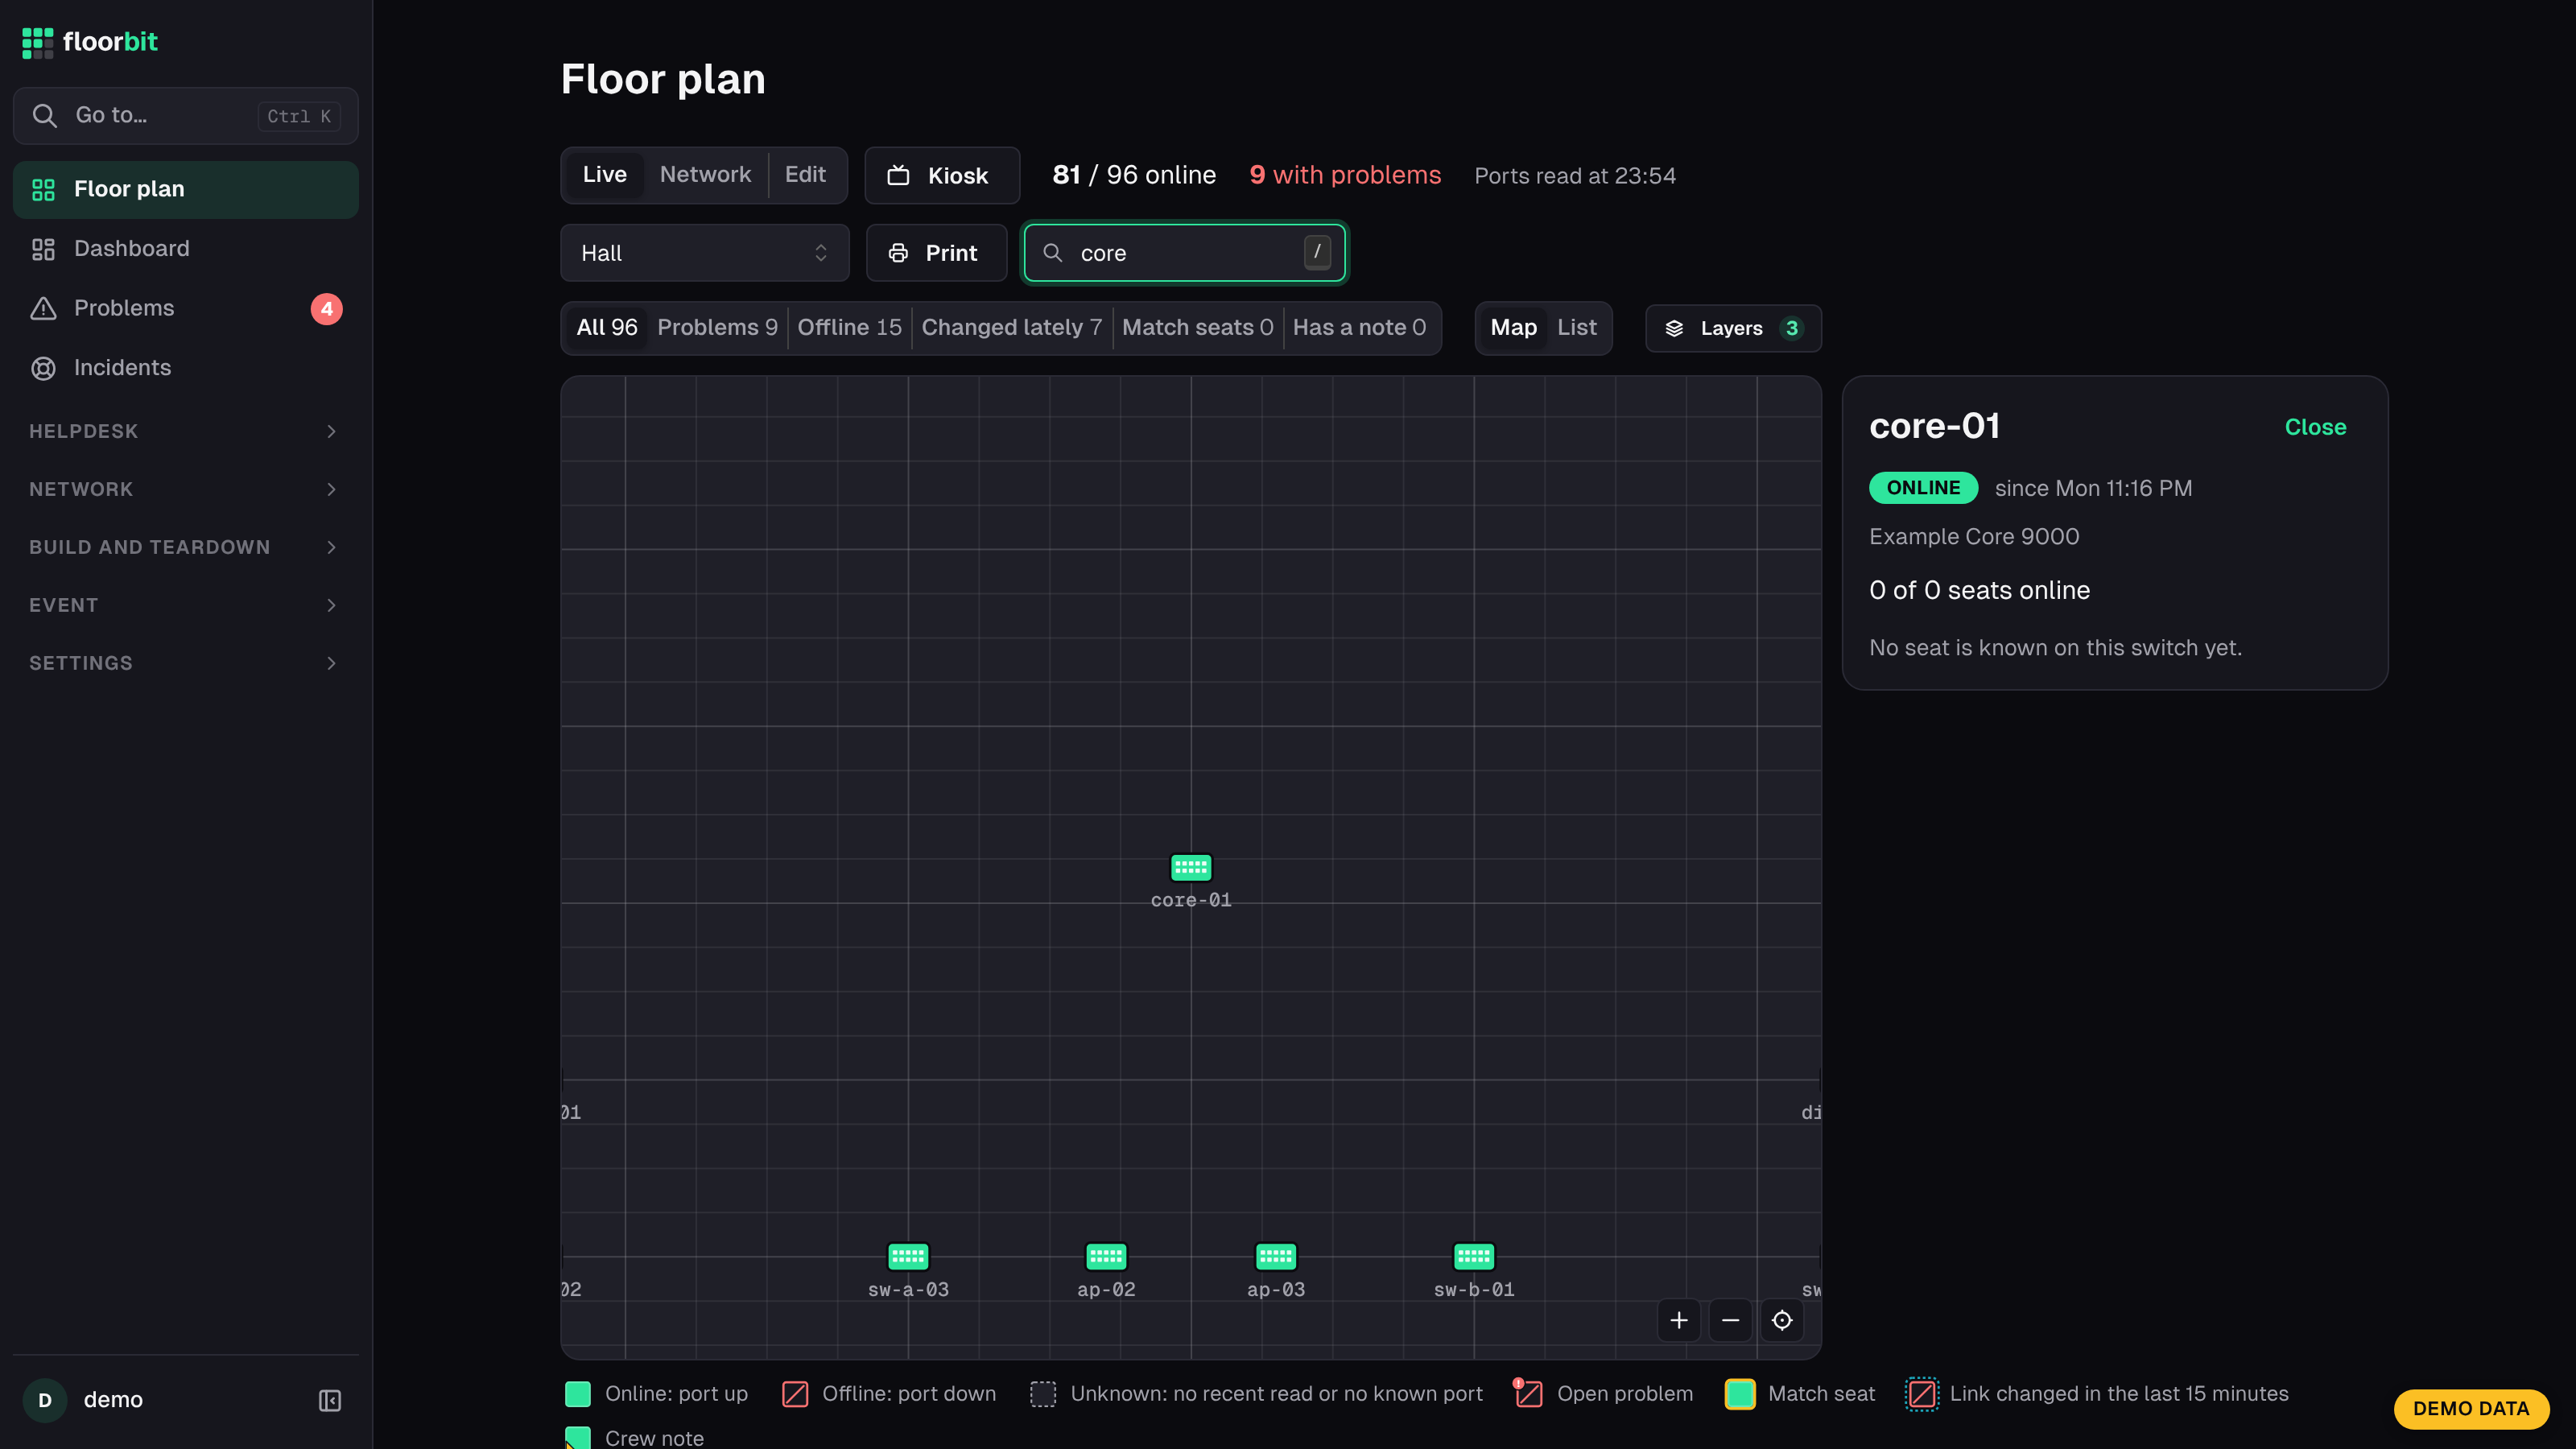 floorbit
Go to...
Ctrl K
Floor plan
Dashboard
Problems 4
Incidents
HELPDESK
NETWORK
BUILD AND TEARDOWN
EVENT
SETTINGS
D demo
Floor plan
Live Network Edit Kiosk 81 / 96 online 9 with problems Ports read at 23:54
Hall Print core /
All 96 Problems 9 Offline 15 Changed lately 7 Match seats 0 Has a note 0 Map List Layers 3
core-01
01 di
02 sw-a-03 ap-02 ap-03 sw-b-01 sw
core-01 Close
ONLINE since Mon 11:16 PM
Example Core 9000
0 of 0 seats online
No seat is known on this switch yet.
Online: port up Offline: port down Unknown: no recent read or no known port Open problem Match seat Link changed in the last 15 minutes
Crew note
DEMO DATA